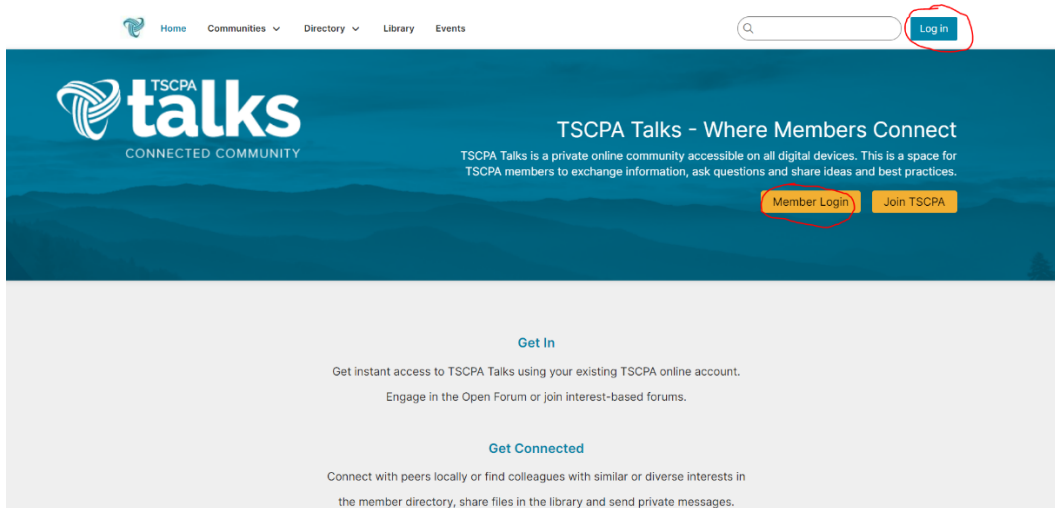 Home Communities Directory Library Events Log in
TSCPA
talks
CONNECTED COMMUNITY
TSCPA Talks - Where Members Connect
TSCPA Talks is a private online community accessible on all digital devices. This is a space for
TSCPA members to exchange information, ask questions and share ideas and best practices.
Member Login Join TSCPA
Get In
Get instant access to TSCPA Talks using your existing TSCPA online account.
Engage in the Open Forum or join interest-based forums.
Get Connected
Connect with peers locally or find colleagues with similar or diverse interests in
the member directory, share files in the library and send private messages.